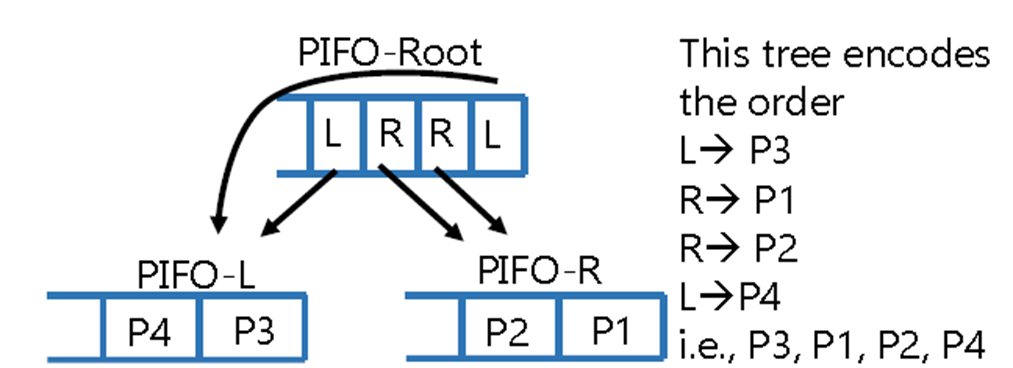 PIFO-Root
L R R L
PIFO-L
P4 P3
PIFO-R
P2 P1
This tree encodes
the order
L→ P3
R→ P1
R→ P2
L→P4
i.e., P3, P1, P2, P4